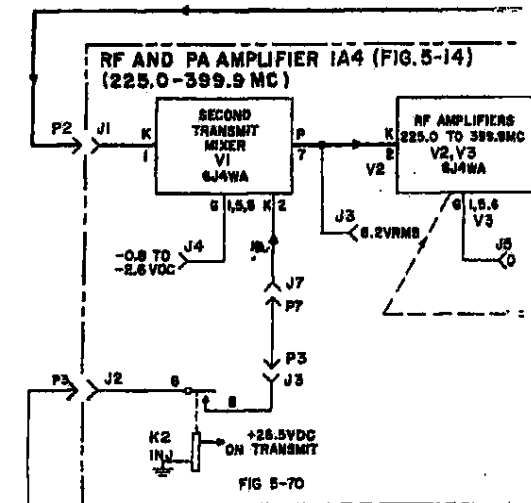 RF AND PA AMPLIFIER 1A4 (FIG. 5-14)
(225.0-399.9 MC)
P2
J1
K
1
SECOND
TRANSMIT
MIXER
V1
6J4WA
P
7
K
2
V2
RF AMPLIFIERS
225.0 TO 399.9MC
V2, V3
6J4WA
G 1,5,6
K 2
G 1,5,6
V3
J4
-0.8 TO
-2.6 VDC
J3
6.2VRMS
J5
0
J7
P7
P3
J3
P3
J2
K2
INJ
+26.5VDC
ON TRANSMIT
FIG 5-70